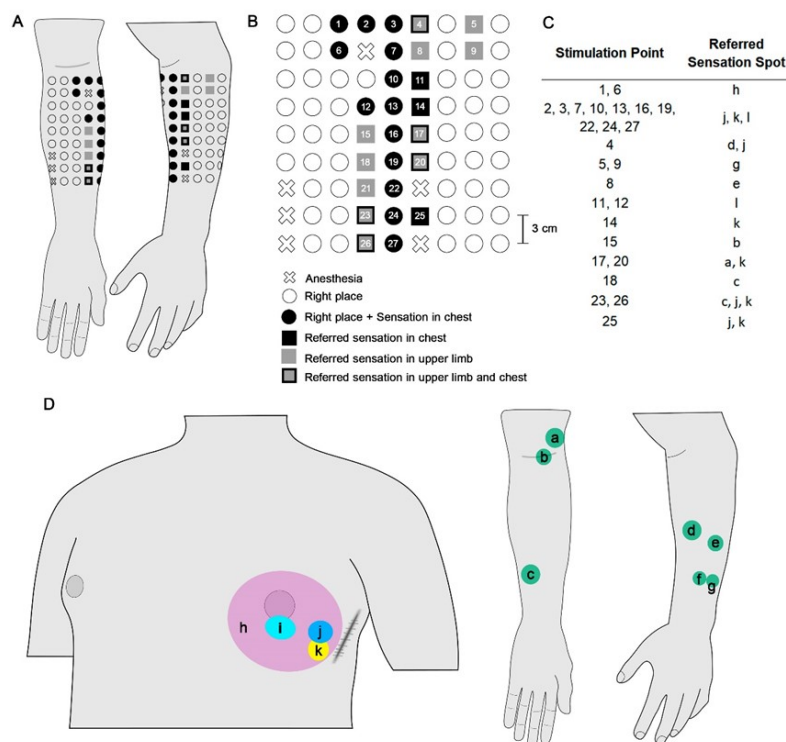 A
B
C
1 2 3 4 5
6 7 8 9
10 11
12 13 14
15 16 17
18 19 20
21 22
23 24 25
26 27
3 cm
Anesthesia
Right place
Right place + Sensation in chest
Referred sensation in chest
Referred sensation in upper limb
Referred sensation in upper limb and chest
Stimulation Point
Referred
Sensation Spot
1, 6 h
2, 3, 7, 10, 13, 16, 19,
22, 24, 27 j, k, l
4 d, j
5, 9 g
8 e
11, 12 l
14 k
15 b
17, 20 a, k
18 c
23, 26 c, j, k
25 j, k
D
h
i
j
k
a
b
c
d
e
f
g